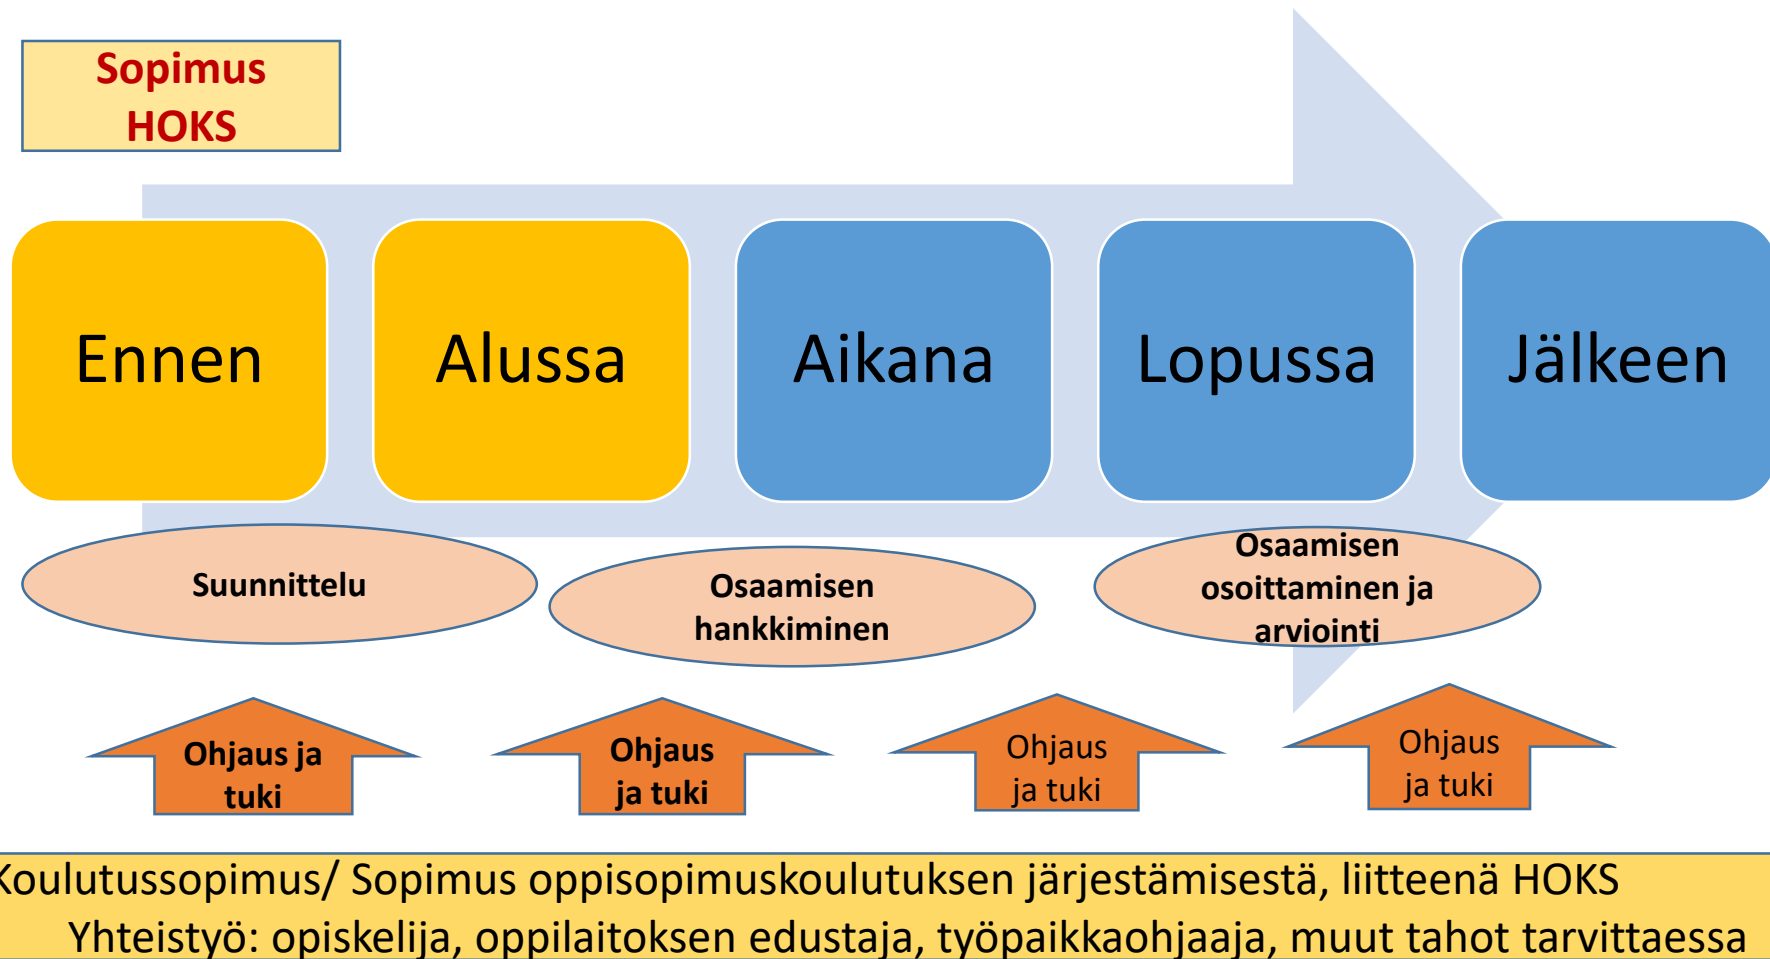 Sopimus
HOKS
Ennen
Alussa
Aikana
Lopussa
Jälkeen
Suunnittelu
Osaamisen
hankkiminen
Osaamisen
osoittaminen ja
arviointi
Ohjaus ja
tuki
Ohjaus
ja tuki
Ohjaus
ja tuki
Ohjaus
ja tuki
Koulutussopimus/ Sopimus oppisopimuskoulutuksen järjestämisestä, liitteenä HOKS
Yhteistyö: opiskelija, oppilaitoksen edustaja, työpaikkaohjaaja, muut tahot tarvittaessa